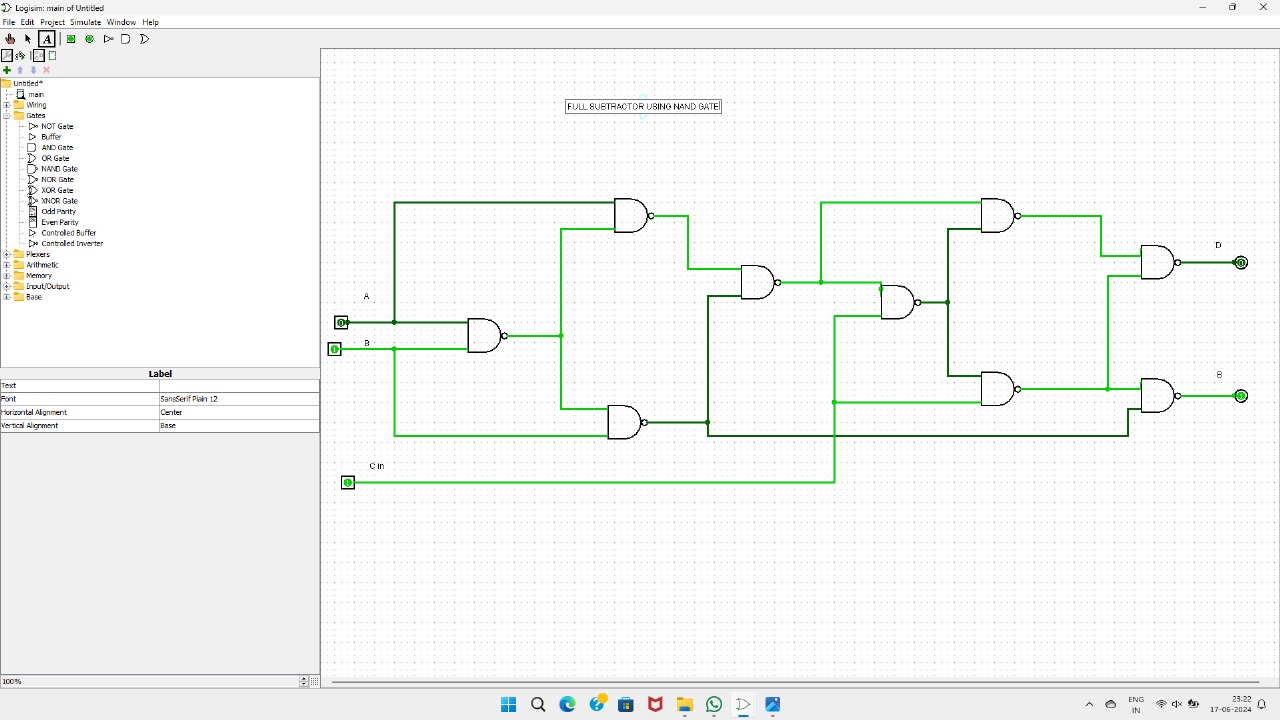 Logisim: main of Untitled
File Edit Project Simulate Window Help
A
Untitled*
main
Wiring
Gates
NOT Gate
Buffer
AND Gate
OR Gate
NAND Gate
NOR Gate
XOR Gate
XNOR Gate
Odd Parity
Even Parity
Controlled Buffer
Controlled Inverter
Plexers
Arithmetic
Memory
Input/Output
Base
Label
Text
Font SansSerif Plain 12
Horizontal Alignment Center
Vertical Alignment Base
100%
FULL SUBTRACTOR USING NAND GATE
A
0
B
1
C in
1
D
0
B
1
ENG
IN
23:22
17-06-2024